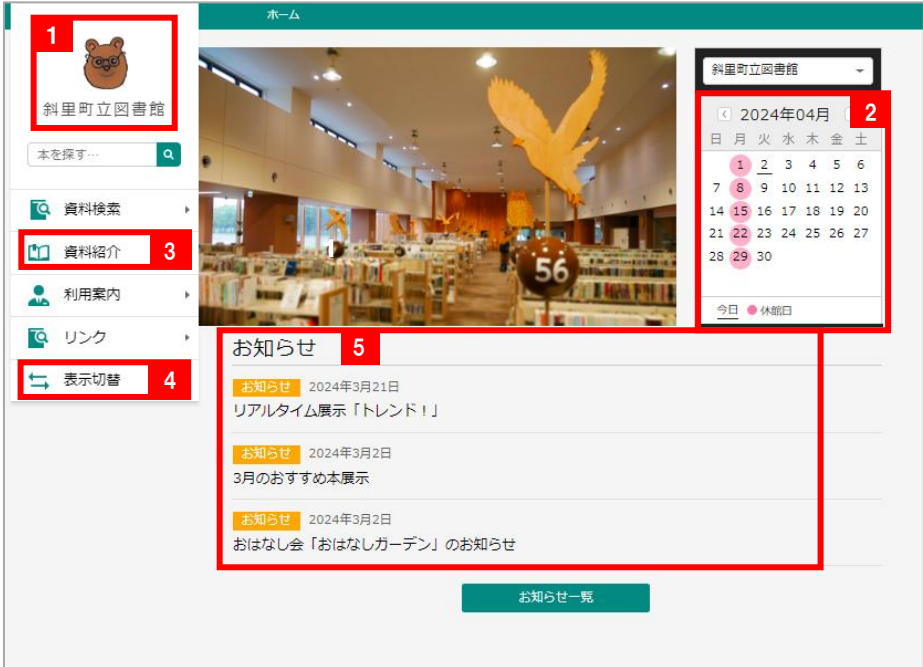 ホーム
1
斜里町立図書館
本を探す…
資料検索
資料紹介 3
利用案内
リンク
表示切替 4
56
斜里町立図書館
2024年04月 2
日 月 火 水 木 金 土
1 2 3 4 5 6
7 8 9 10 11 12 13
14 15 16 17 18 19 20
21 22 23 24 25 26 27
28 29 30
今日 休館日
お知らせ 5
お知らせ 2024年3月21日
リアルタイム展示「トレンド！」
お知らせ 2024年3月2日
3月のおすすめ本展示
お知らせ 2024年3月2日
おはなし会「おはなしガーデン」のお知らせ
お知らせ一覧